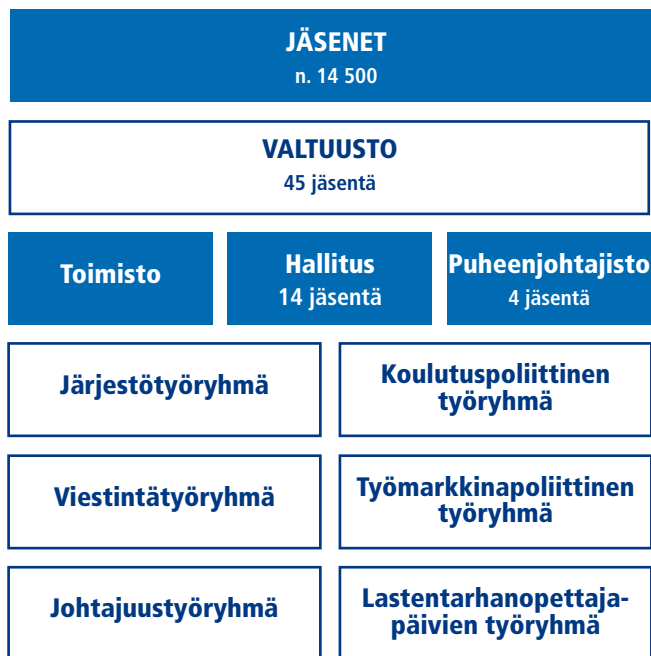 JÄSENET
n. 14 500
VALTUUSTO
45 jäsentä
Toimisto
Hallitus
14 jäsentä
Puheenjohtajisto
4 jäsentä
Järjestötyöryhmä
Koulutuspoliittinen
työryhmä
Viestintätyöryhmä
Työmarkkinapoliittinen
työryhmä
Johtajuustyöryhmä
Lastentarhanopettaja-
päivien työryhmä